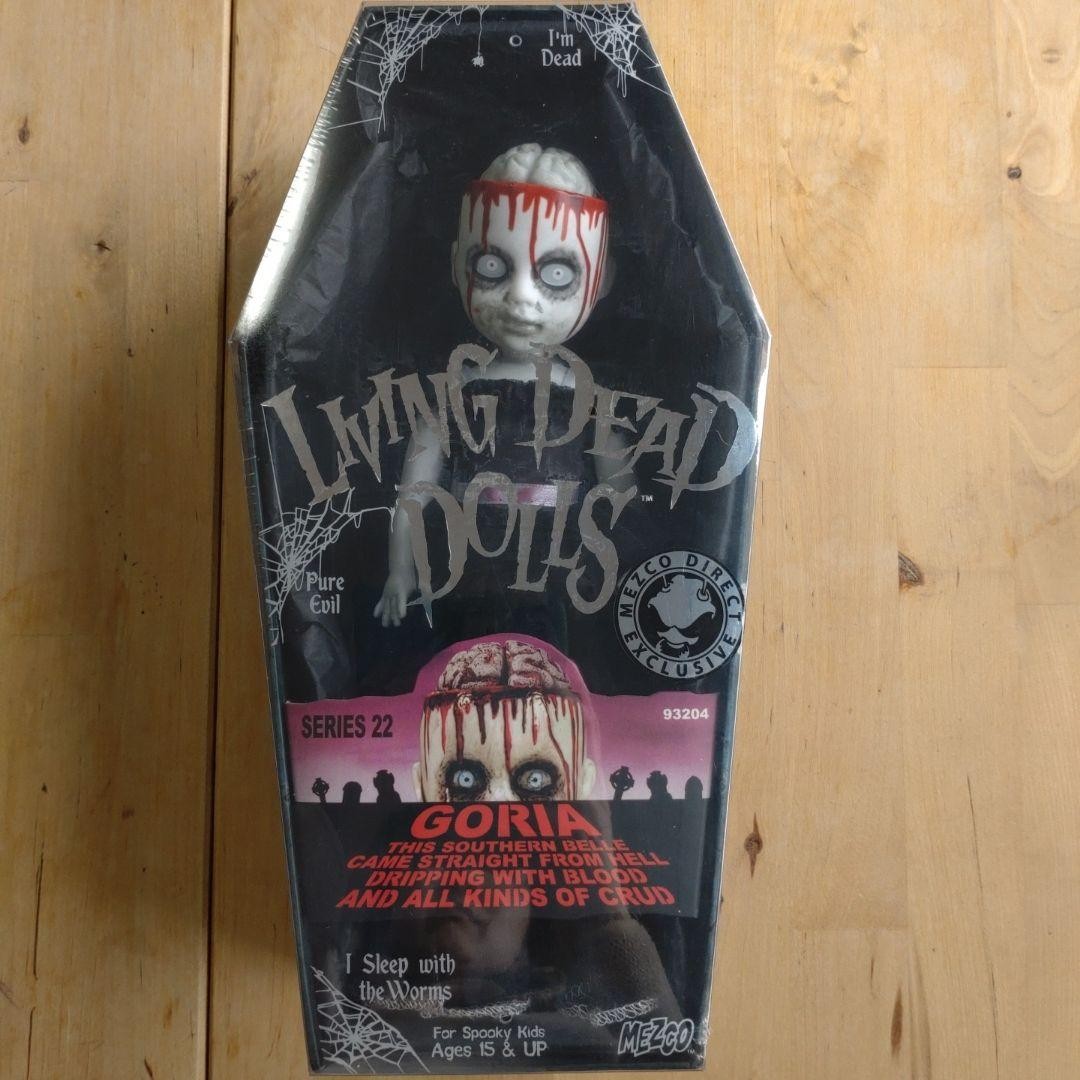 I'm
Dead
LIVING DEAD
DOLLS™
Pure
Evil
MEZCO DIRECT
EXCLUSIVE
SERIES 22
93204
GORIA
THIS SOUTHERN BELLE
CAME STRAIGHT FROM HELL
DRIPPING WITH BLOOD
AND ALL KINDS OF CRUD
I Sleep with
the Worms
For Spooky Kids
Ages 15 & UP
MEZCO